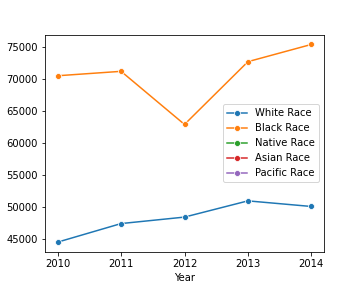 75000
70000
65000
60000
55000
50000
45000
White Race
Black Race
Native Race
Asian Race
Pacific Race
2010 2011 2012 2013 2014
Year